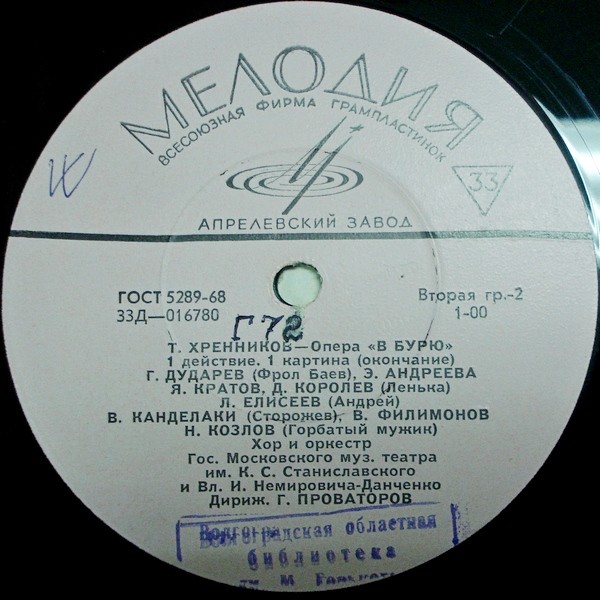 МЕЛОДИЯ
ВСЕСОЮЗНАЯ ФИРМА ГРАМПЛАСТИНОК
33
АПРЕЛЕВСКИЙ ЗАВОД
ГОСТ 5289-68
33Д—016780
Вторая гр.-2
1-00
Г72
Т. ХРЕННИКОВ—Опера «В БУРЮ»
1 действие. 1 картина (окончание)
Г. ДУДАРЕВ (Фрол Баев), Э. АНДРЕЕВА
Я. КРАТОВ, Д. КОРОЛЕВ (Ленька)
Л. ЕЛИСЕЕВ (Андрей)
В. КАНДЕЛАКИ (Сторожев), В. ФИЛИМОНОВ
Н. КОЗЛОВ (Горбатый мужик)
Хор и оркестр
Гос. Московского муз. театра
им. К. С. Станиславского
и Вл. И. Немировича-Данченко
Дириж. Г. ПРОВАТОРОВ
Волгоградская областная
библиотека
им. М.